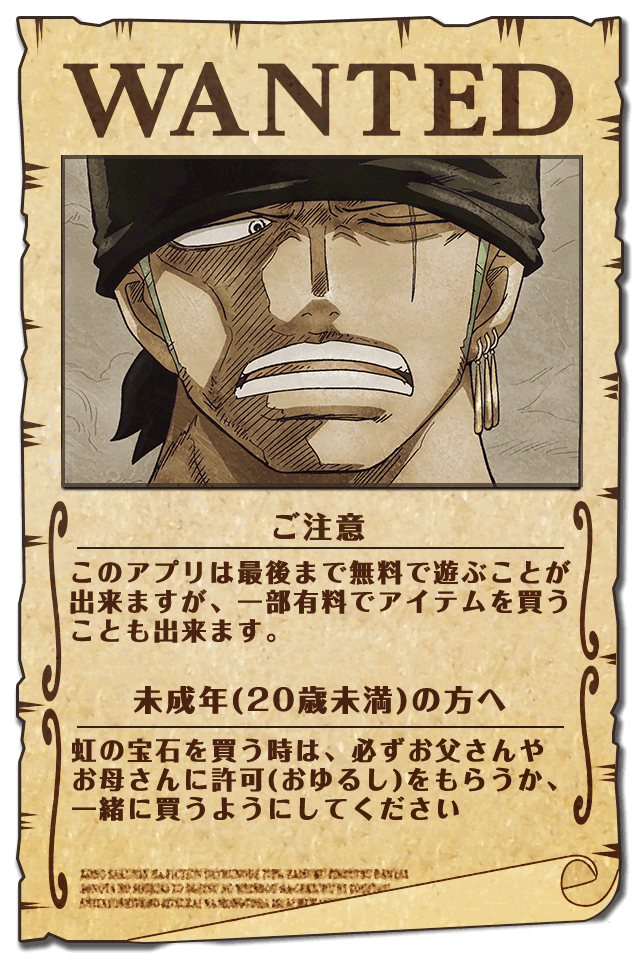 WANTED
ご注意
このアプリは最後まで無料で遊ぶことが
出来ますが、一部有料でアイテムを買う
ことも出来ます。
未成年(20歳未満)の方へ
虹の宝石を買う時は、必ずお父さんや
お母さんに許可(おゆるし)をもらうか、
一緒に買うようにしてください